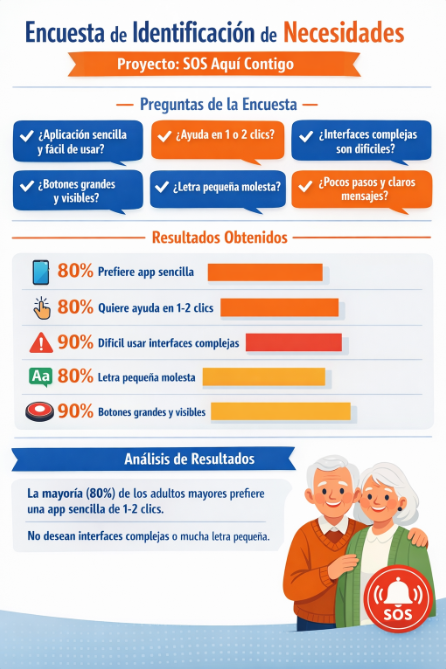 Encuesta de Identificación de Necesidades
Proyecto: SOS Aquí Contigo
Preguntas de la Encuesta
¿Aplicación sencilla
y fácil de usar?
¿Ayuda en 1 o 2 clics?
¿Interfaces complejas
son difíciles?
¿Botones grandes
y visibles?
¿Letra pequeña molesta?
¿Pocos pasos y claros
mensajes?
Resultados Obtenidos
80% Prefiere app sencilla
80% Quiere ayuda en 1-2 clics
90% Difícil usar interfaces complejas
Aa 80% Letra pequeña molesta
90% Botones grandes y visibles
Análisis de Resultados
La mayoría (80%) de los adultos mayores prefiere
una app sencilla de 1-2 clics.
No desean interfaces complejas o mucha letra pequeña.
SOS